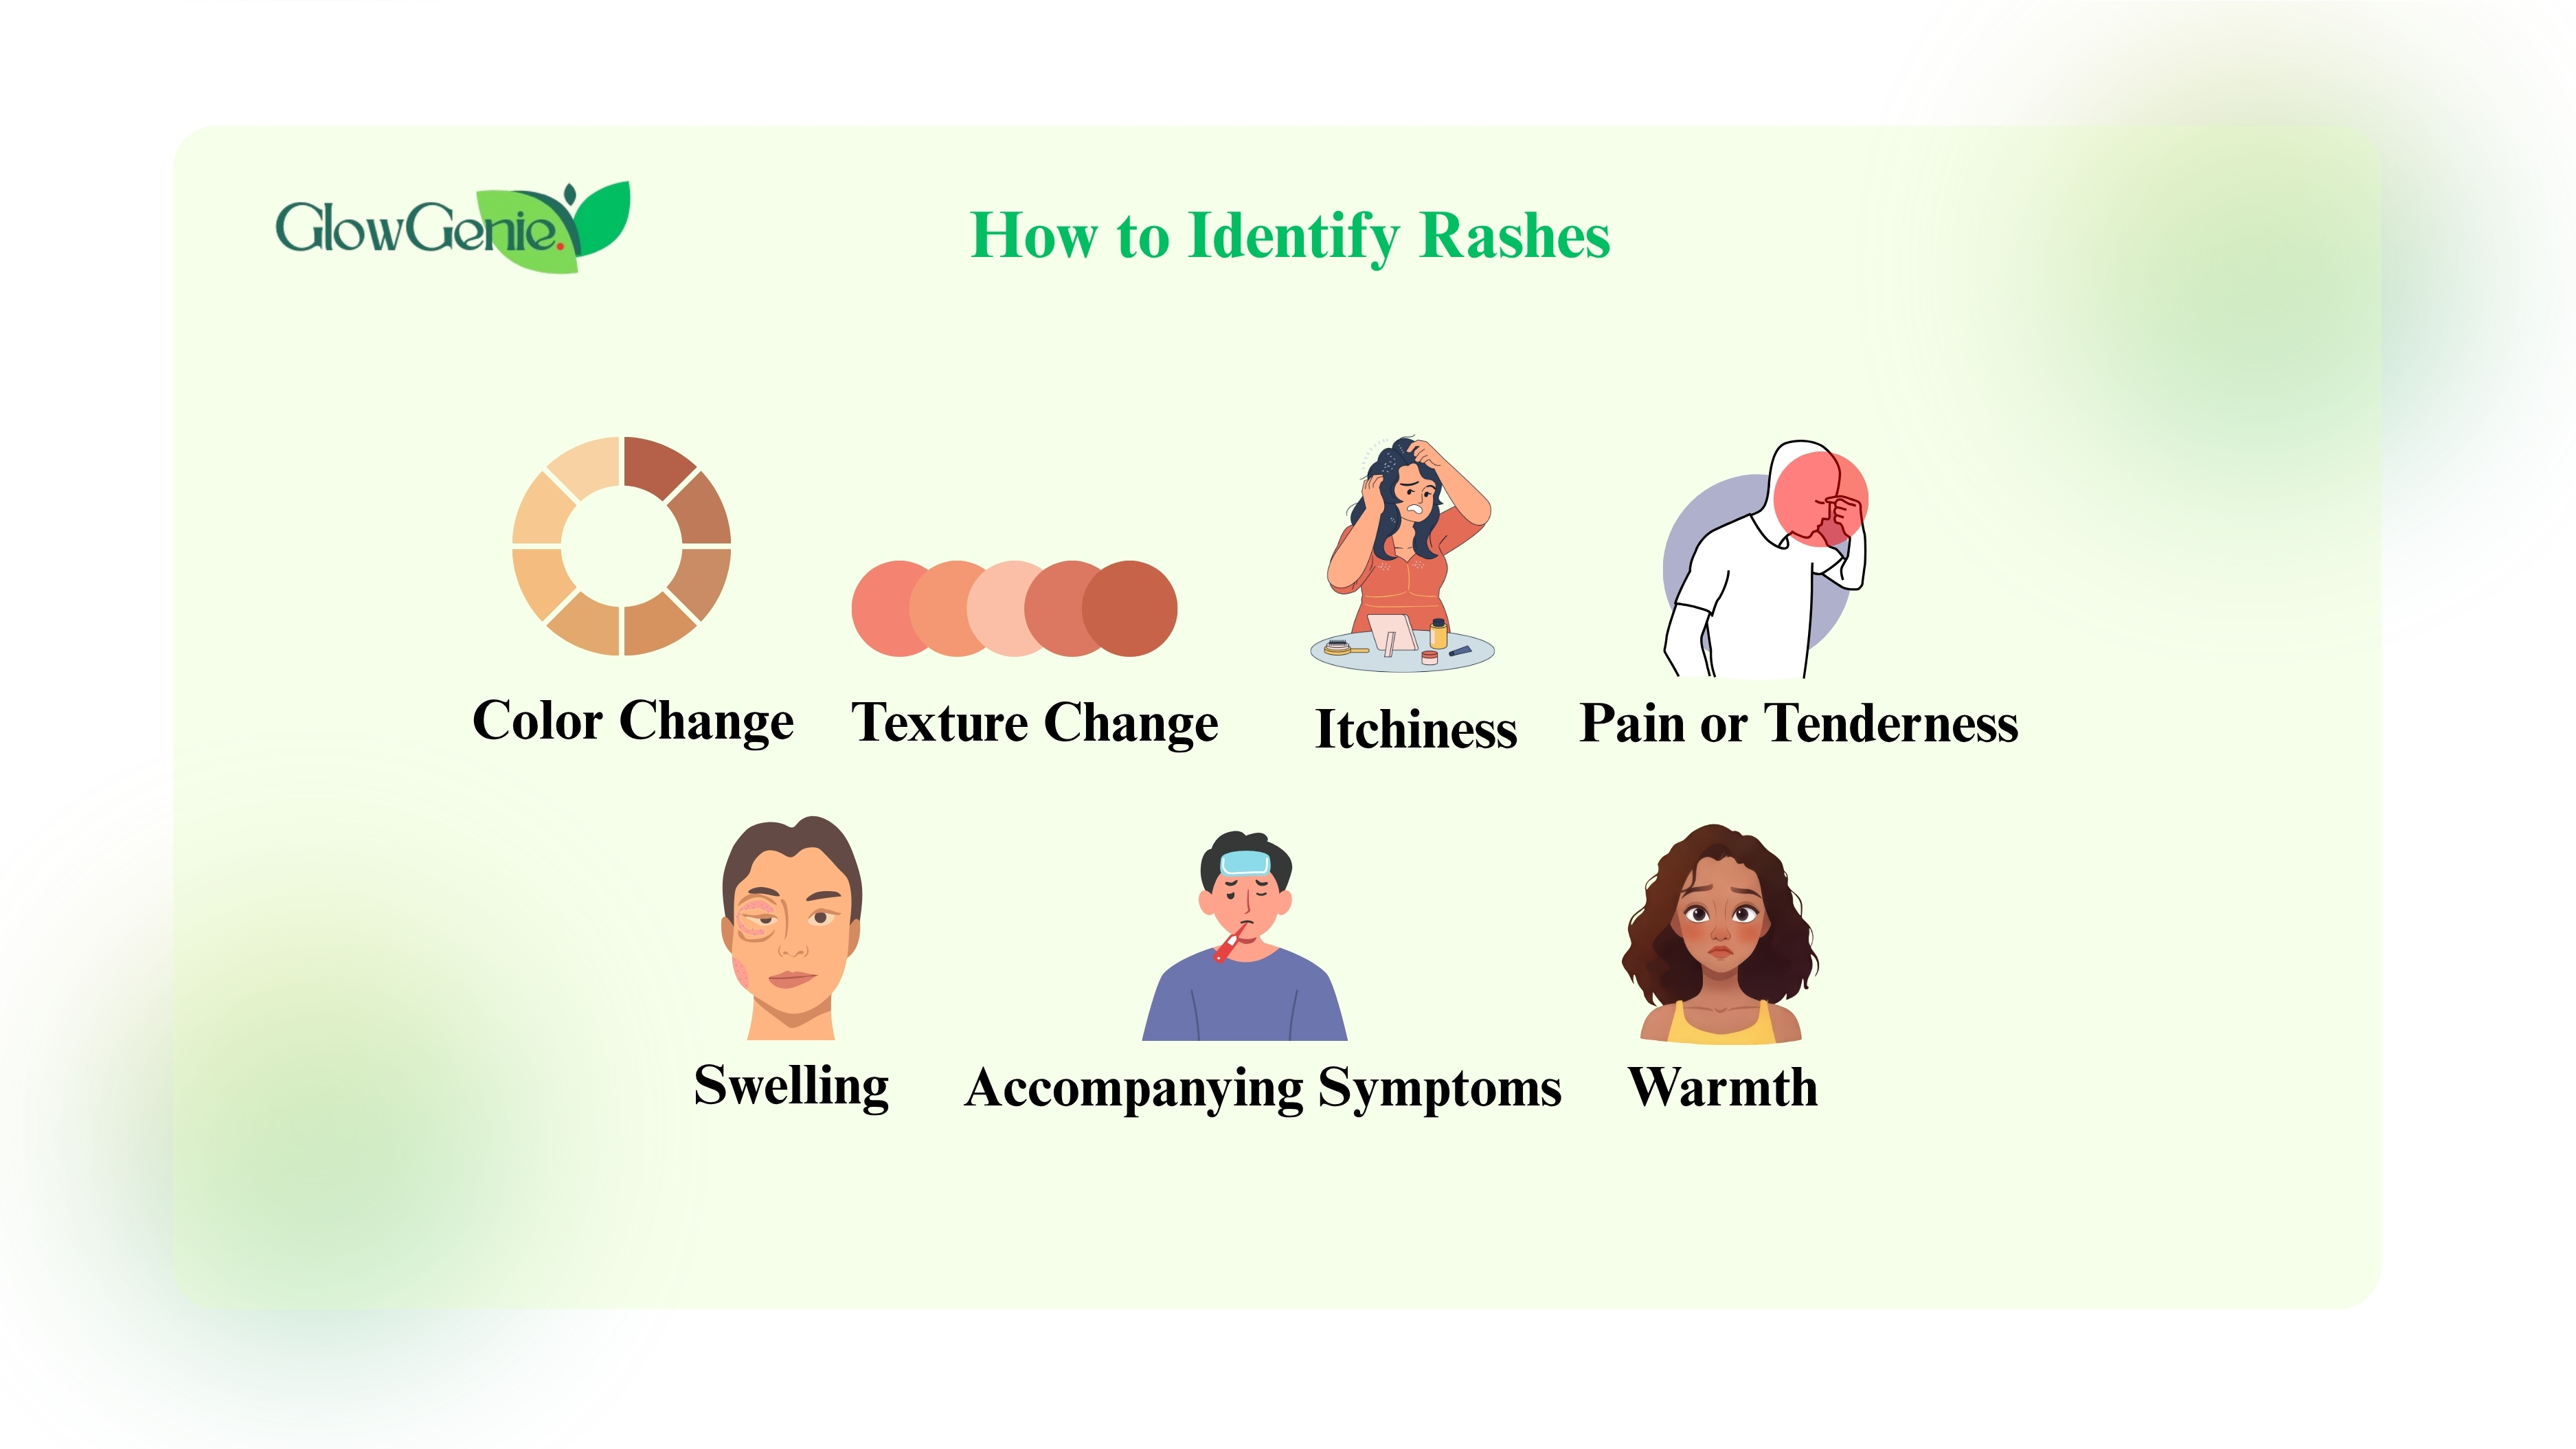 GlowGenie.
How to Identify Rashes
Color Change
Texture Change
Itchiness
Pain or Tenderness
Swelling
Accompanying Symptoms
Warmth